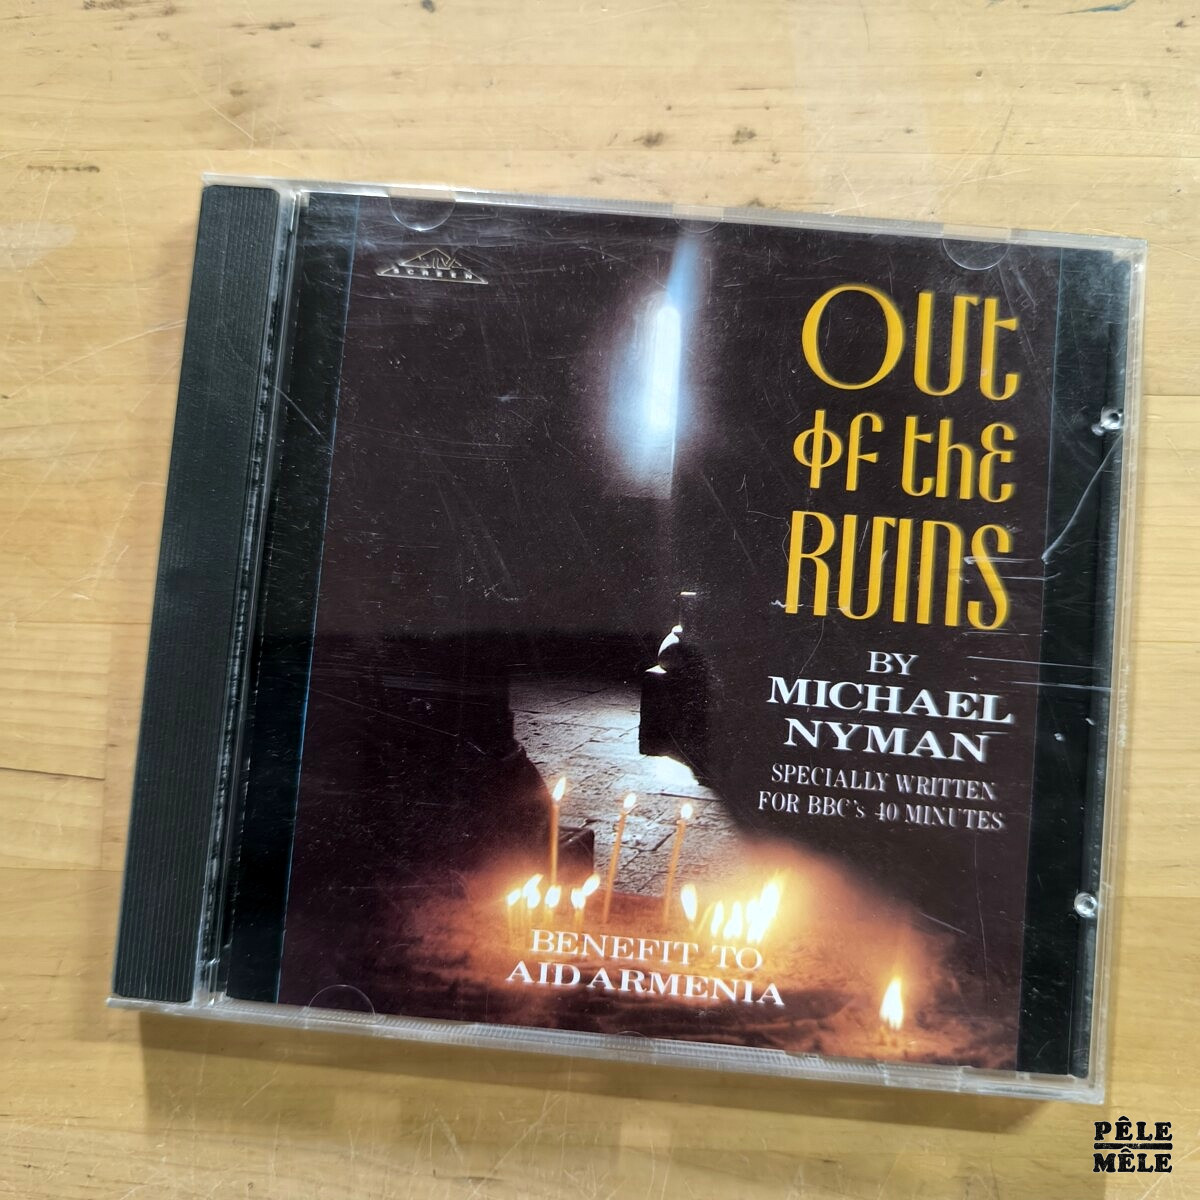 SILVA
SCREEN
OUT
OF THE
RUINS
BY
MICHAEL
NYMAN
SPECIALLY WRITTEN
FOR BBC's 40 MINUTES
BENEFIT TO
AID ARMENIA
PÊLE
MÊLE